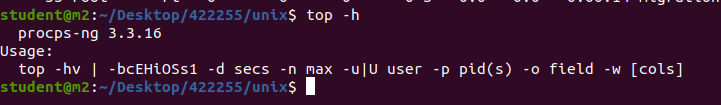 student@m2:~/Desktop/422255/unix$ top -h
  procps-ng 3.3.16
Usage:
  top -hv | -bcEHiOSs1 -d secs -n max -u|U user -p pid(s) -o field -w [cols]
student@m2:~/Desktop/422255/unix$